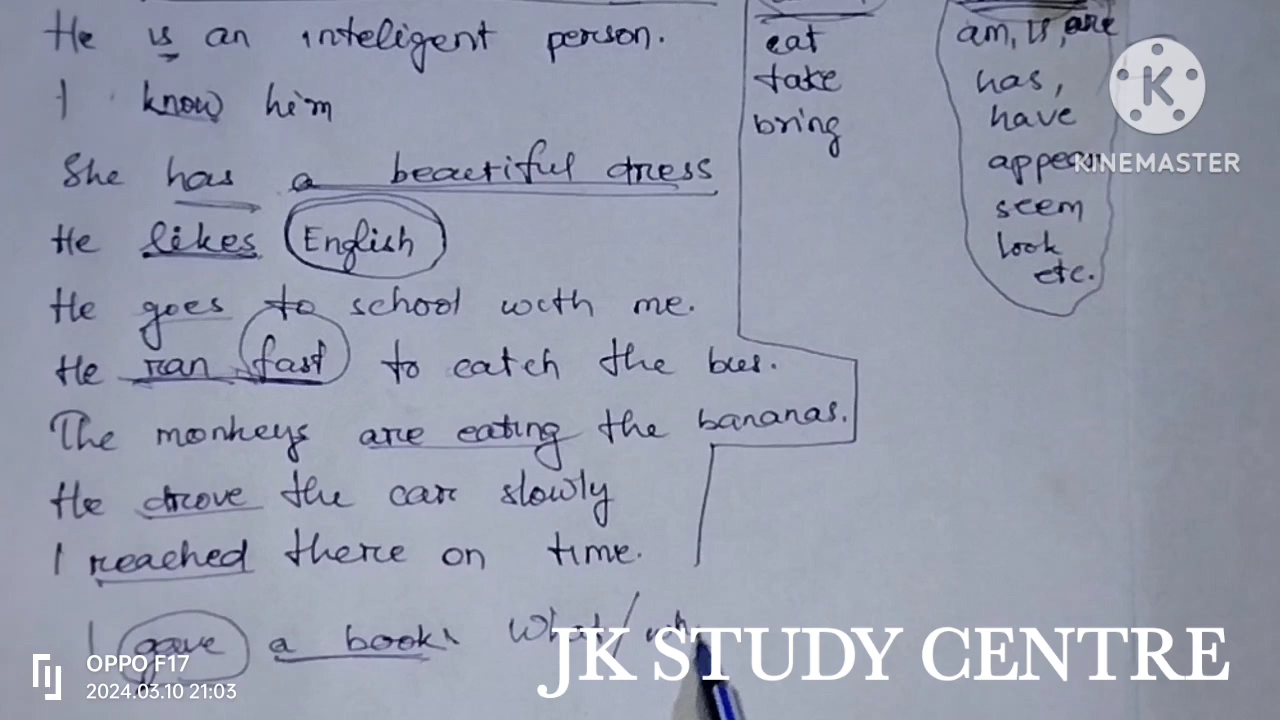 He is an inteligent person.
I know him
She has a beautiful dress
He likes English
He goes to school with me.
He ran fast to catch the bus.
The monkeys are eating the bananas.
He drove the car slowly
I reached there on time.
I gave a book. What/
eat
take
bring
am, is, are
has,
have
appear
seem
look
etc.
K
KINEMASTER
JK STUDY CENTRE
OPPO F17
2024.03.10 21:03